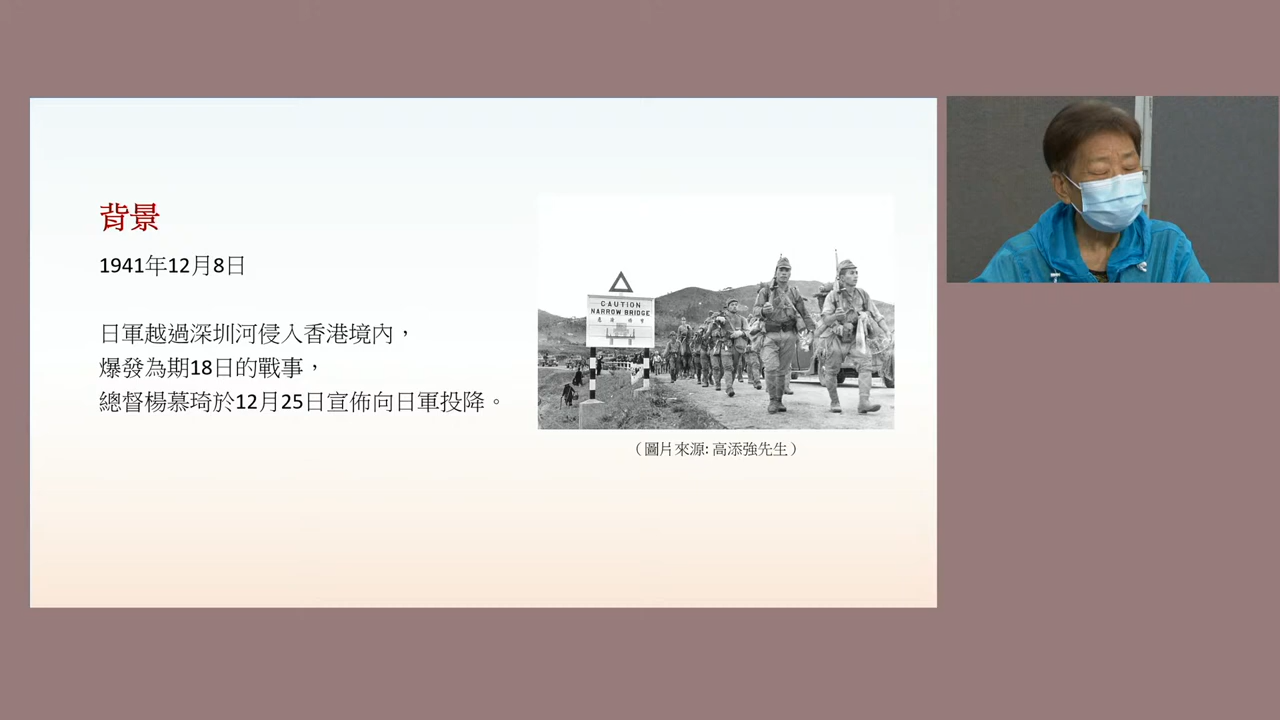 背景
1941年12月8日
日軍越過深圳河侵入香港境內，
爆發為期18日的戰事，
總督楊慕琦於12月25日宣佈向日軍投降。
CAUTION
NARROW BRIDGE
（圖片來源: 高添強先生）